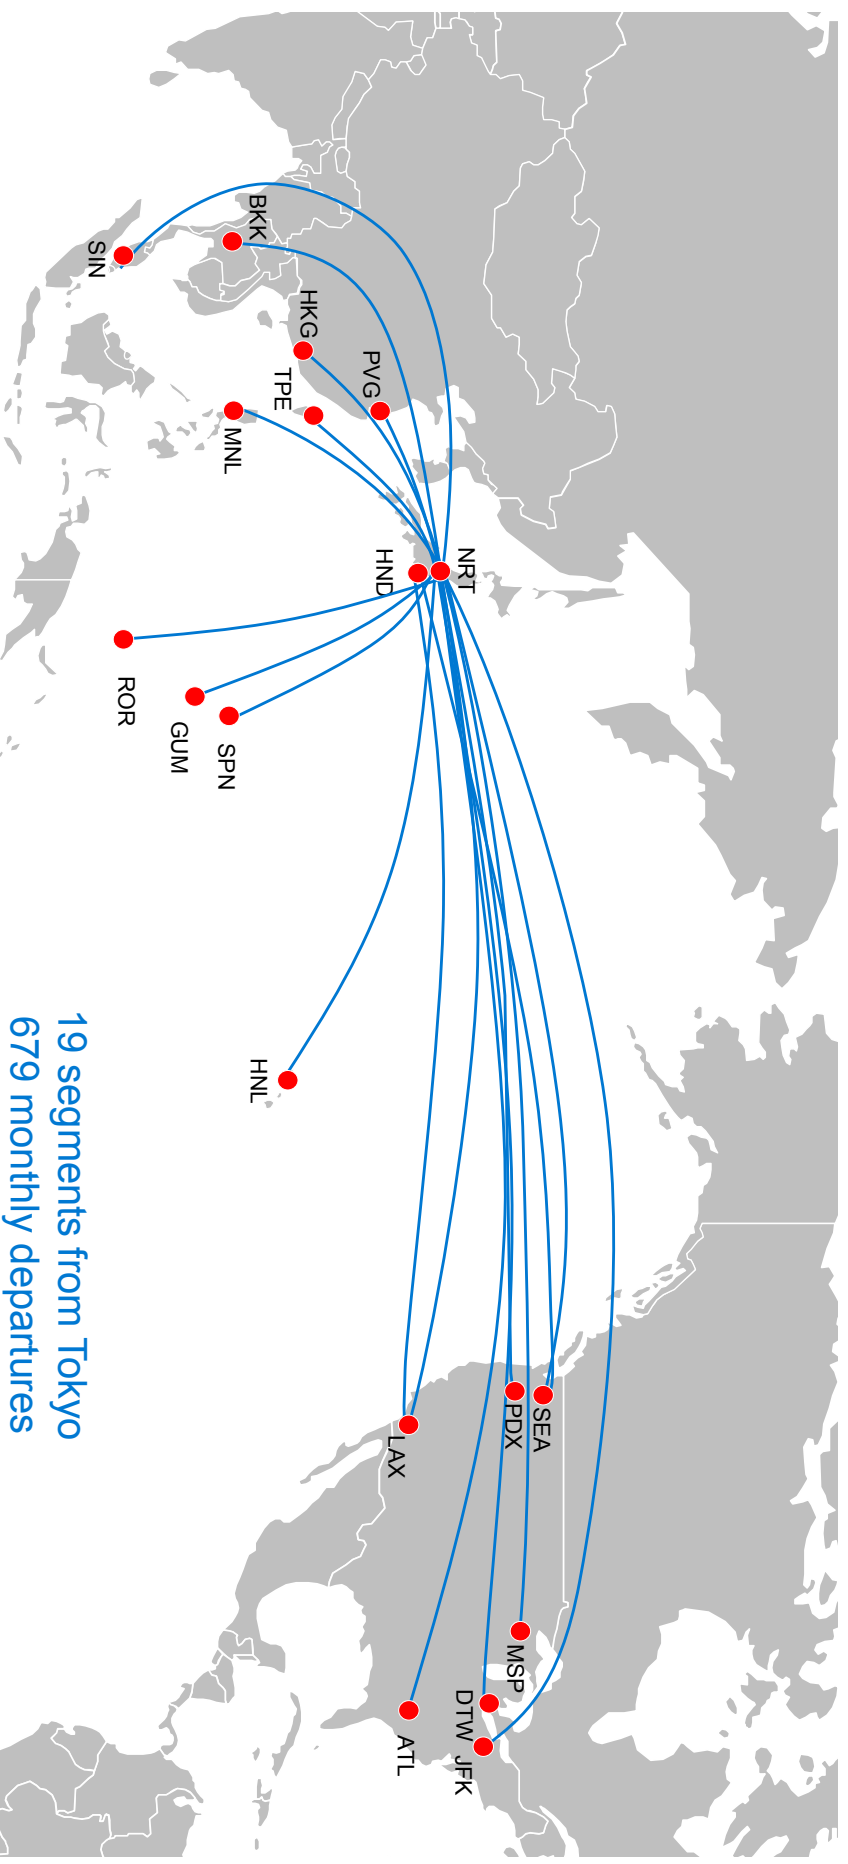 SEA
PDX
MSP
NRT
DTW
JFK
HND
LAX
ATL
PVG
HKG
TPE
BKK
HNL
MNL
SPN
GUM
ROR
SIN
19 segments from Tokyo
679 monthly departures